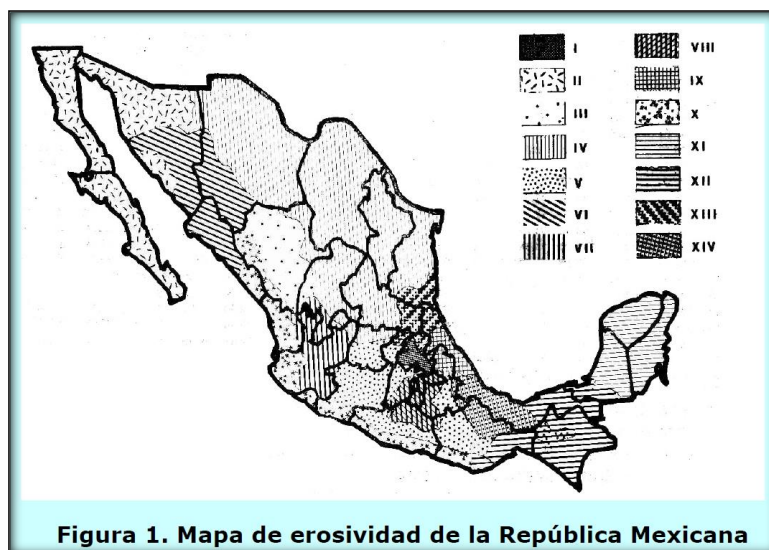 I
II
III
IV
V
VI
VII
VIII
IX
X
XI
XII
XIII
XIV
Figura 1. Mapa de erosividad de la República Mexicana